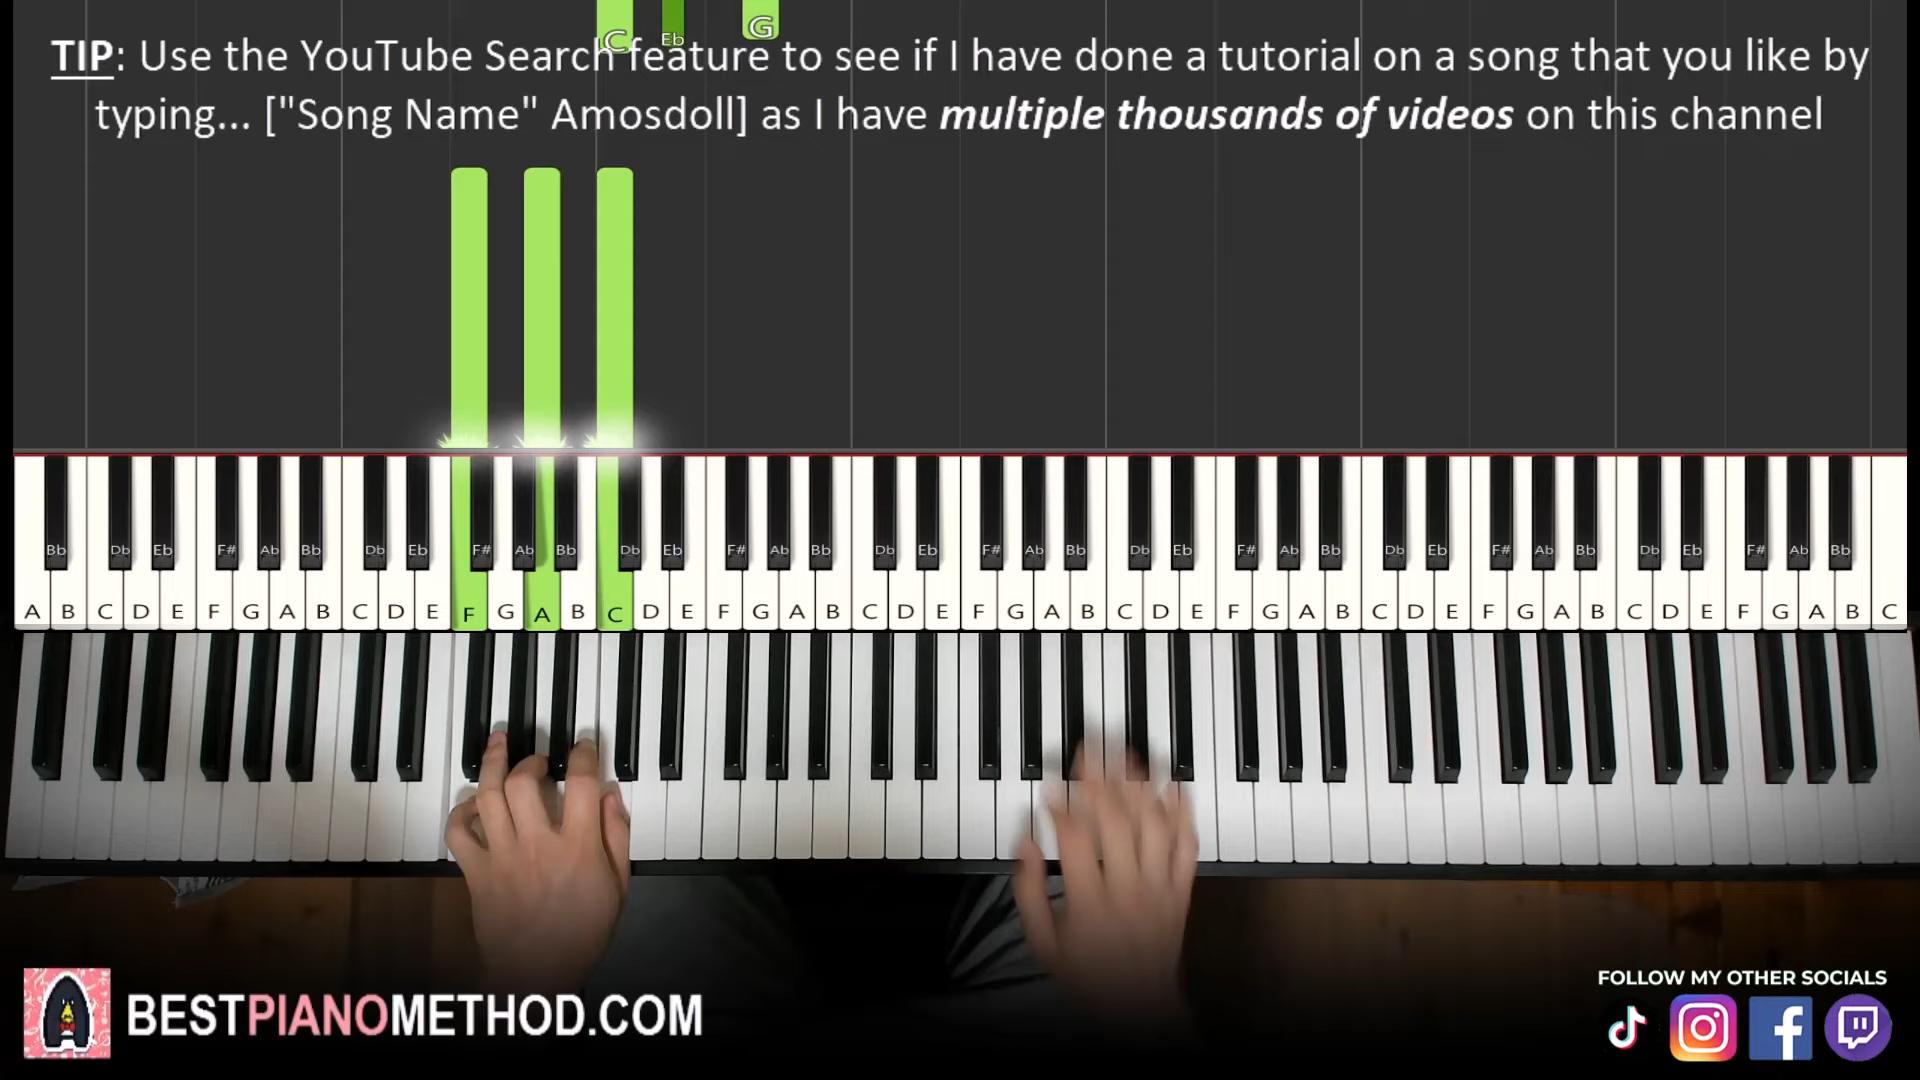 C Eb G
TIP: Use the YouTube Search feature to see if I have done a tutorial on a song that you like by
typing... ["Song Name" Amosdoll] as I have multiple thousands of videos on this channel
Bb Db Eb F# Ab Bb Db Eb F# Ab Bb Db Eb F# Ab Bb Db Eb F# Ab Bb Db Eb F# Ab Bb Db Eb F# Ab Bb Db Eb F# Ab Bb
A B C D E F G A B C D E F G A B C D E F G A B C D E F G A B C D E F G A B C D E F G A B C D E F G A B C
FOLLOW MY OTHER SOCIALS
BESTPIANOMETHOD.COM